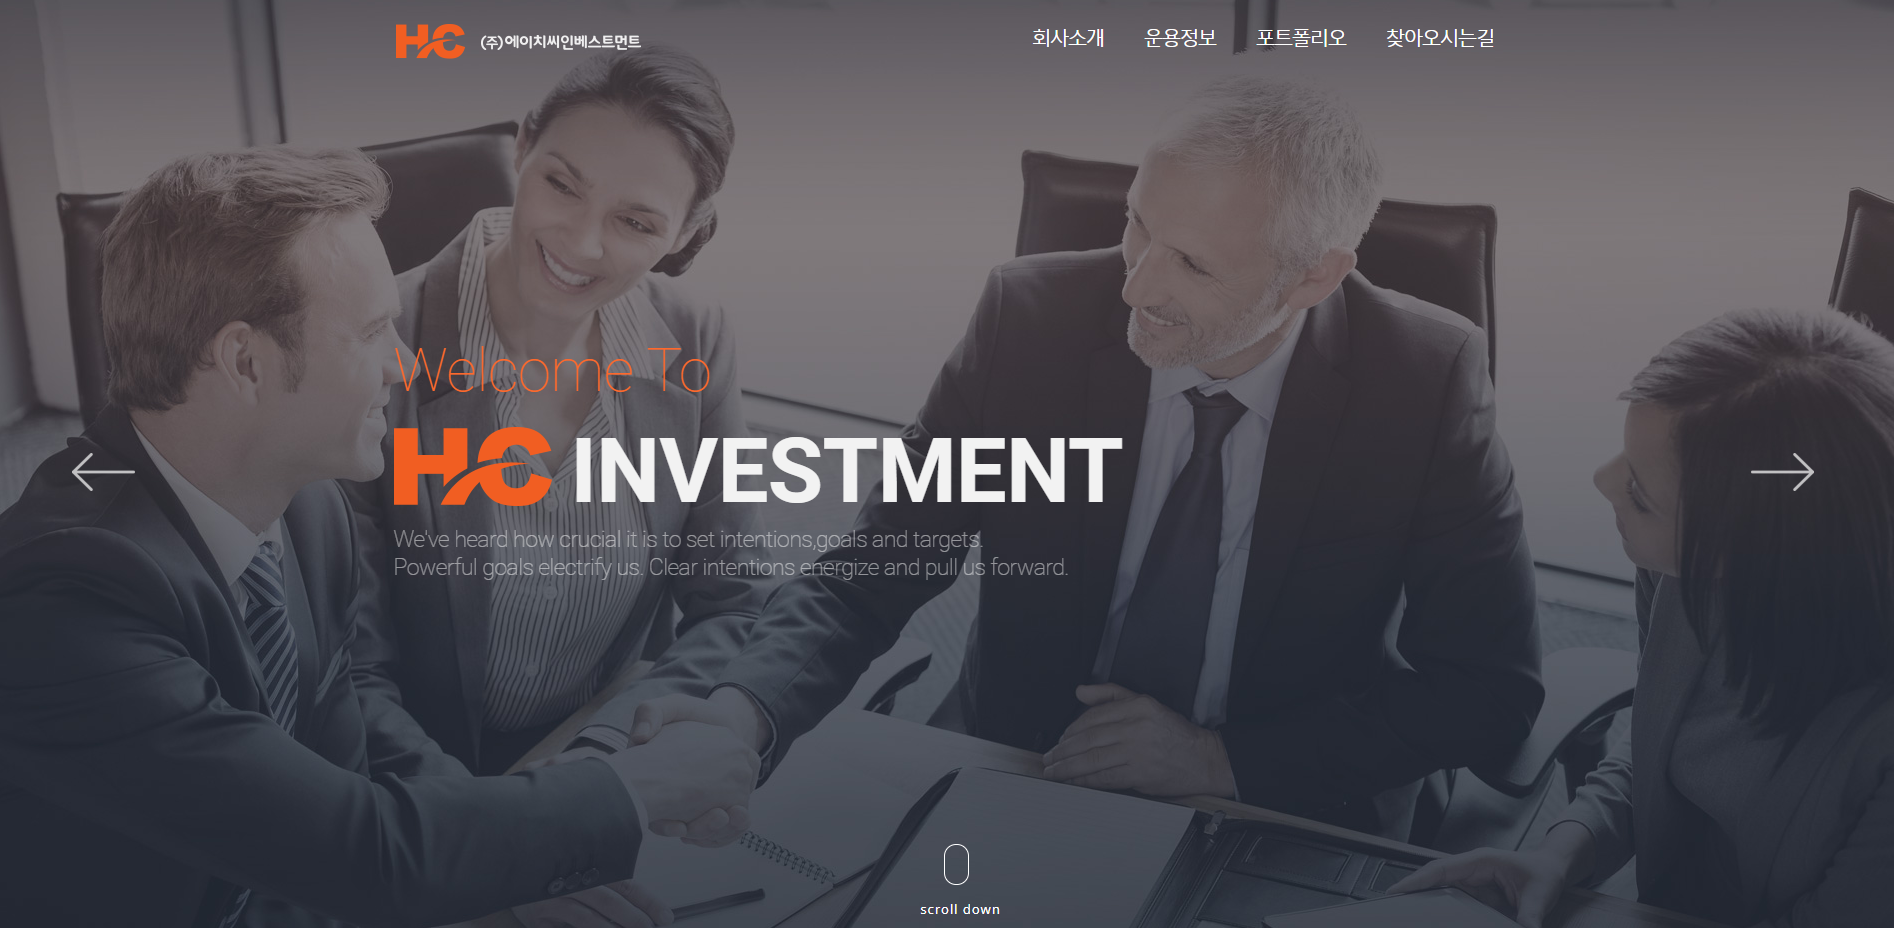 HC (주)에이치씨인베스트먼트
회사소개 운용정보 포트폴리오 찾아오시는길
Welcome To
HC INVESTMENT
We've heard how crucial it is to set intentions,goals and targets.
Powerful goals electrify us. Clear intentions energize and pull us forward.
scroll down